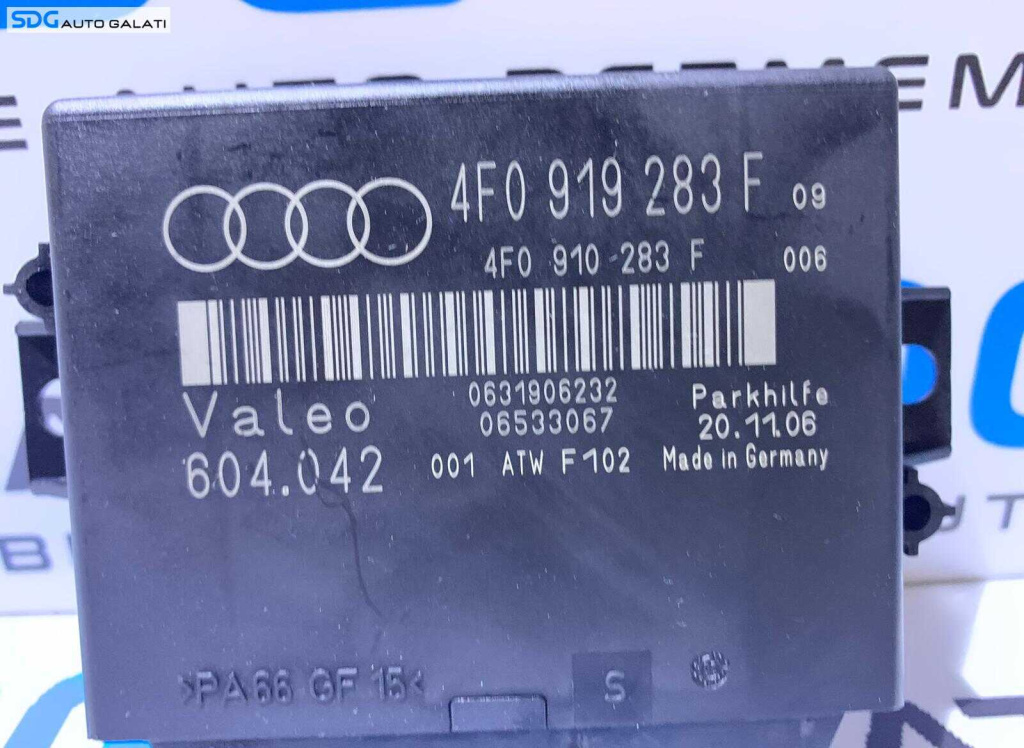 SDG AUTO GALATI
4F0 919 283 F 09
4F0 910 283 F 006
0631906232
Valeo 06533067 Parkhilfe
20.11.06
604.042 001 ATW F102 Made in Germany
>PA66 GF 15<
S